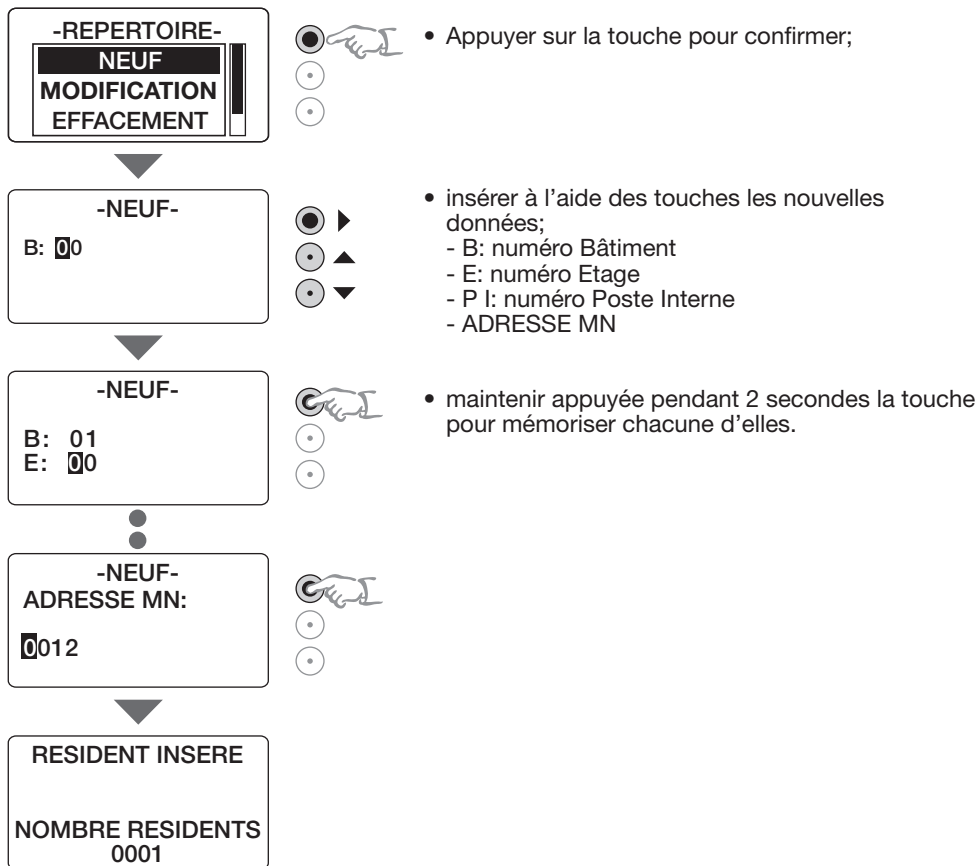 -REPERTOIRE-
NEUF
MODIFICATION
EFFACEMENT
• Appuyer sur la touche pour confirmer;
-NEUF-
B: 00
• insérer à l’aide des touches les nouvelles
données;
- B: numéro Bâtiment
- E: numéro Etage
- P I: numéro Poste Interne
- ADRESSE MN
-NEUF-
B: 01
E: 00
• maintenir appuyée pendant 2 secondes la touche
pour mémoriser chacune d’elles.
-NEUF-
ADRESSE MN:
0012
RESIDENT INSERE
NOMBRE RESIDENTS
0001